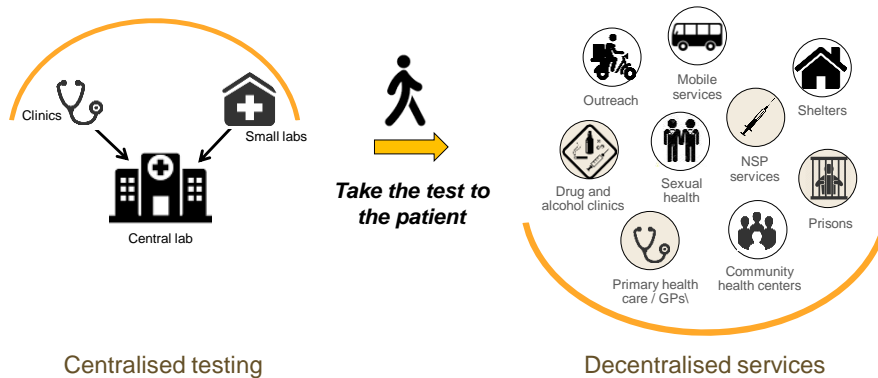 Clinics
Small labs
Central lab
Centralised testing
Take the test to
the patient
Outreach
Mobile
services
Shelters
Drug and
alcohol clinics
Sexual
health
NSP
services
Prisons
Primary health
care / GPs\
Community
health centers
Decentralised services